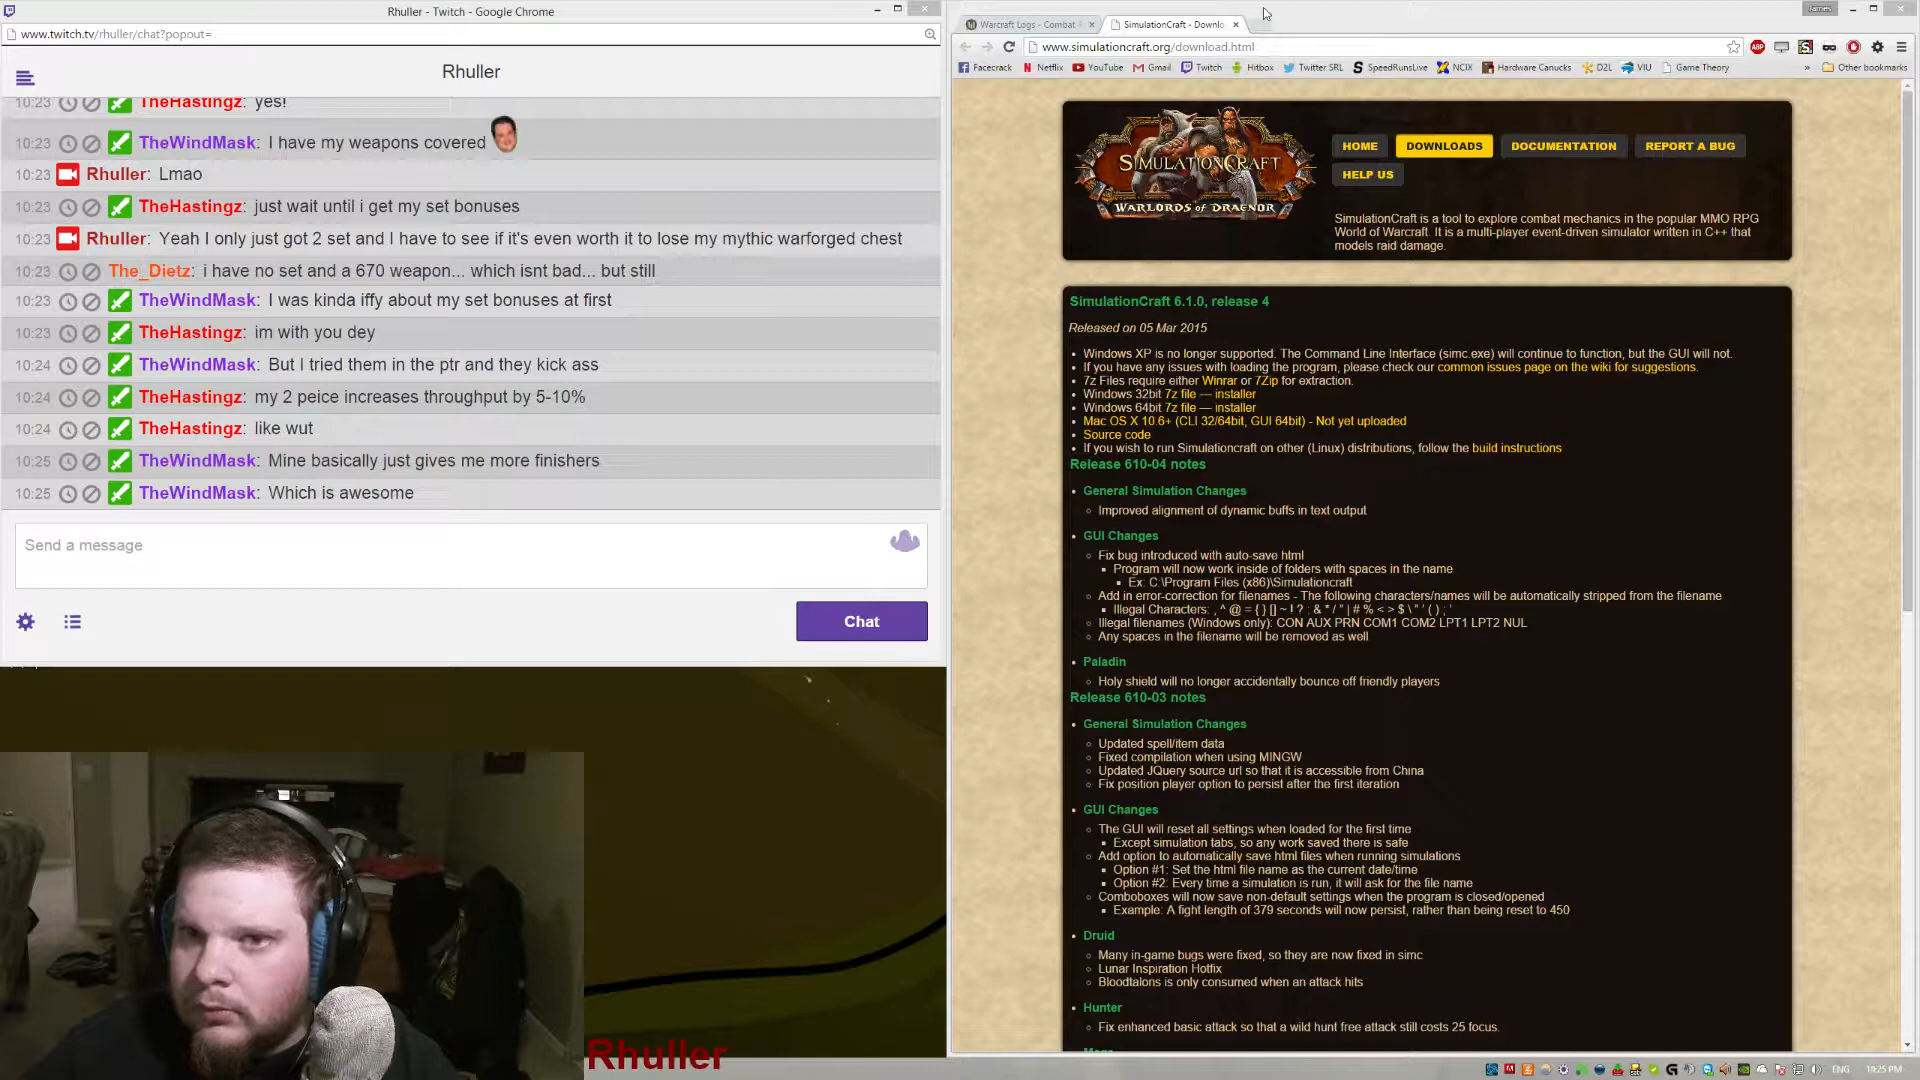 Rhuller - Twitch - Google Chrome
www.twitch.tv/rhuller/chat?popout=
Rhuller
10:23 TheHastingz: yes!
10:23 TheWindMask: I have my weapons covered
10:23 Rhuller: Lmao
10:23 TheHastingz: just wait until i get my set bonuses
10:23 Rhuller: Yeah I only just got 2 set and I have to see if it's even worth it to lose my mythic warforged chest
10:23 The_Dietz: i have no set and a 670 weapon... which isnt bad... but still
10:23 TheWindMask: I was kinda iffy about my set bonuses at first
10:23 TheHastingz: im with you dey
10:24 TheWindMask: But I tried them in the ptr and they kick ass
10:24 TheHastingz: my 2 peice increases throughput by 5-10%
10:24 TheHastingz: like wut
10:25 TheWindMask: Mine basically just gives me more finishers
10:25 TheWindMask: Which is awesome
Send a message
Chat
Rhuller
James
Warcraft Logs - Combat
SimulationCraft - Downlo
www.simulationcraft.org/download.html
Facecrack Netflix YouTube Gmail Twitch Hitbox Twitter SRL SpeedRunsLive NCIX Hardware Canucks D2L VIU Game Theory » Other bookmarks
SIMULATIONCRAFT
WARLORDS OF DRAENOR
HOME DOWNLOADS DOCUMENTATION REPORT A BUG
HELP US
SimulationCraft is a tool to explore combat mechanics in the popular MMO RPG
World of Warcraft. It is a multi-player event-driven simulator written in C++ that
models raid damage.
SimulationCraft 6.1.0, release 4
Released on 05 Mar 2015
Windows XP is no longer supported. The Command Line Interface (simc.exe) will continue to function, but the GUI will not.
If you have any issues with loading the program, please check our common issues page on the wiki for suggestions.
7z Files require either Winrar or 7Zip for extraction.
Windows 32bit 7z file — installer
Windows 64bit 7z file — installer
Mac OS X 10.6+ (CLI 32/64bit, GUI 64bit) - Not yet uploaded
Source code
If you wish to run Simulationcraft on other (Linux) distributions, follow the build instructions
Release 610-04 notes
General Simulation Changes
Improved alignment of dynamic buffs in text output
GUI Changes
Fix bug introduced with auto-save html
Program will now work inside of folders with spaces in the name
Ex: C:\Program Files (x86)\Simulationcraft
Add in error-correction for filenames - The following characters/names will be automatically stripped from the filename
Illegal Characters: , ^ @ = { } [] ~ ! ? : & * / " | # % < > $ \ " ' ( ) ; '
Illegal filenames (Windows only): CON AUX PRN COM1 COM2 LPT1 LPT2 NUL
Any spaces in the filename will be removed as well
Paladin
Holy shield will no longer accidentally bounce off friendly players
Release 610-03 notes
General Simulation Changes
Updated spell/item data
Fixed compilation when using MINGW
Updated JQuery source url so that it is accessible from China
Fix position player option to persist after the first iteration
GUI Changes
The GUI will reset all settings when loaded for the first time
Except simulation tabs, so any work saved there is safe
Add option to automatically save html files when running simulations
Option #1: Set the html file name as the current date/time
Option #2: Every time a simulation is run, it will ask for the file name
Comboboxes will now save non-default settings when the program is closed/opened
Example: A fight length of 379 seconds will now persist, rather than being reset to 450
Druid
Many in-game bugs were fixed, so they are now fixed in simc
Lunar Inspiration Hotfix
Bloodtalons is only consumed when an attack hits
Hunter
Fix enhanced basic attack so that a wild hunt free attack still costs 25 focus.
ENG 10:25 PM